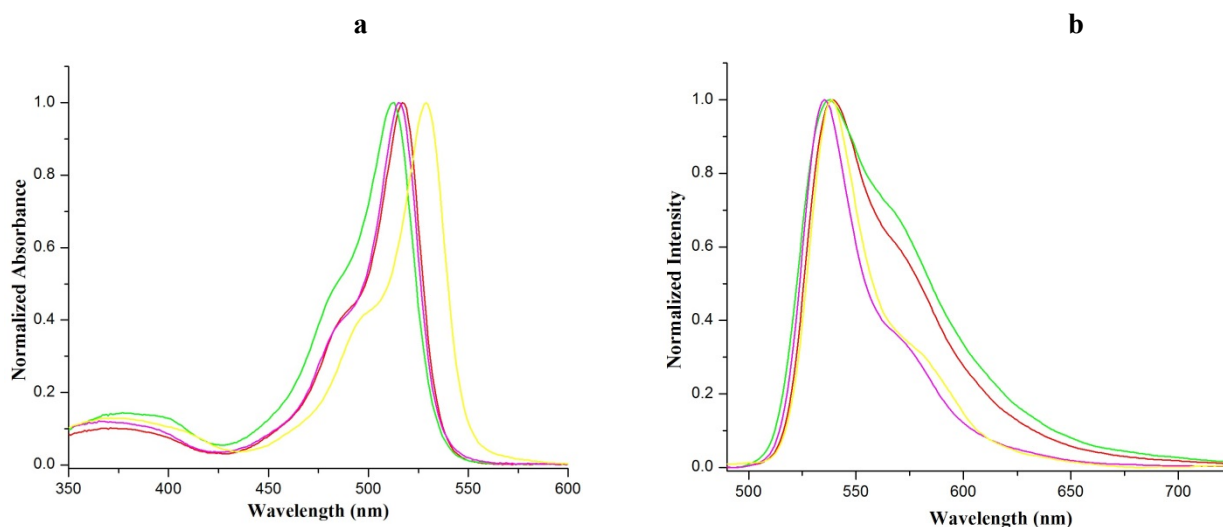 a
b
Normalized Absorbance
1.0
0.8
0.6
0.4
0.2
0.0
350 400 450 500 550 600
Wavelength (nm)
Normalized Intensity
1.0
0.8
0.6
0.4
0.2
0.0
500 550 600 650 700
Wavelength (nm)